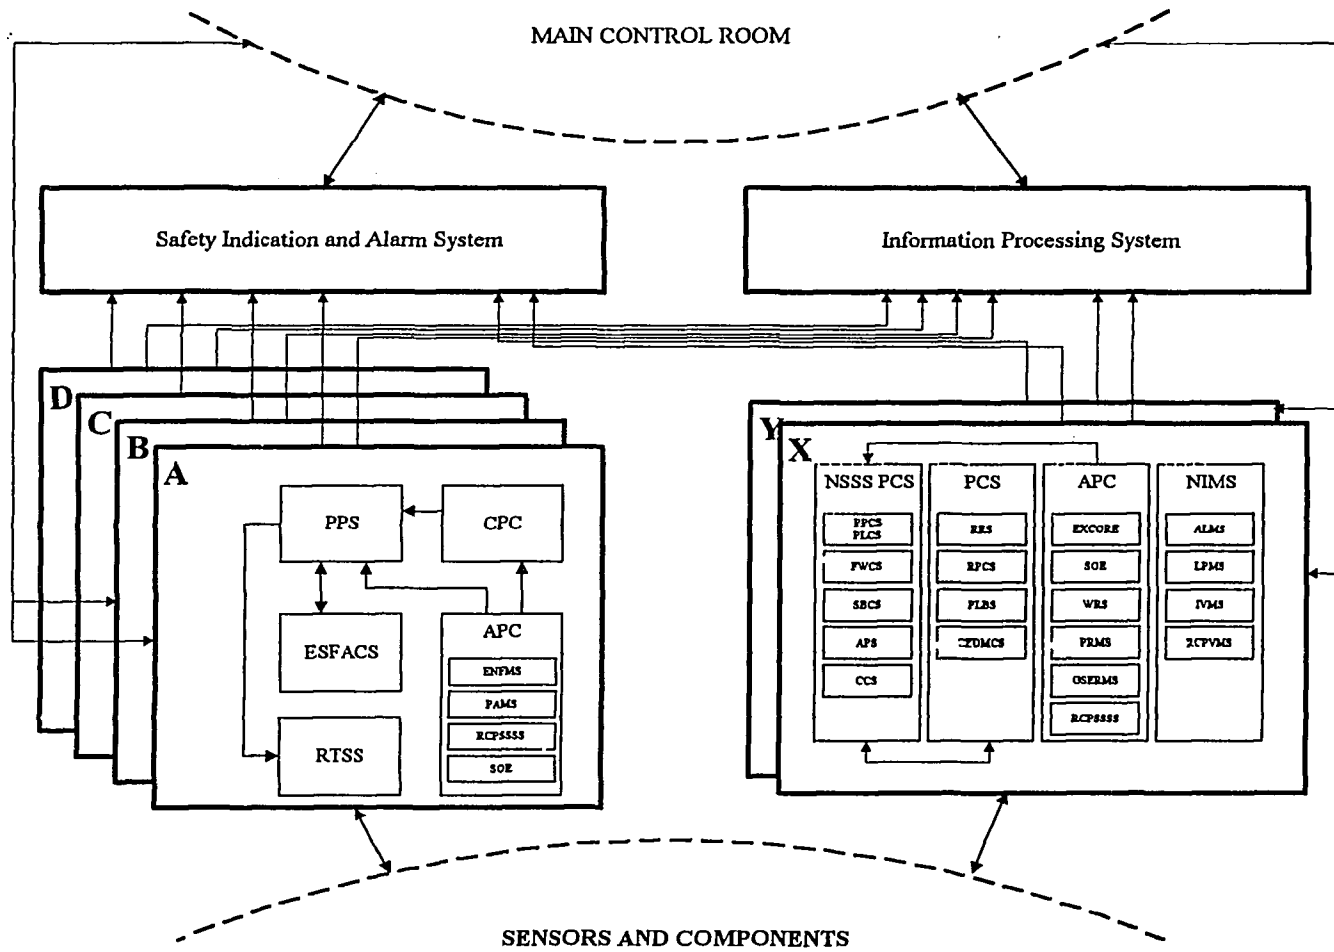 MAIN CONTROL ROOM
Safety Indication and Alarm System
Information Processing System
D
C
B
A
PPS
CPC
ESFACS
RTSS
APC
ENFMS
PAMS
RCPSSSS
SOE
Y
X
NSSS PCS
PPCS
PLCS
FWCS
SBCS
APS
CCS
PCS
RRS
RPCS
PLBS
CEDMCS
APC
EXCORE
SOE
WRS
PRMS
OSERMS
RCPSSSS
NIMS
ALMS
LPMS
IVMS
RCPVMS
SENSORS AND COMPONENTS